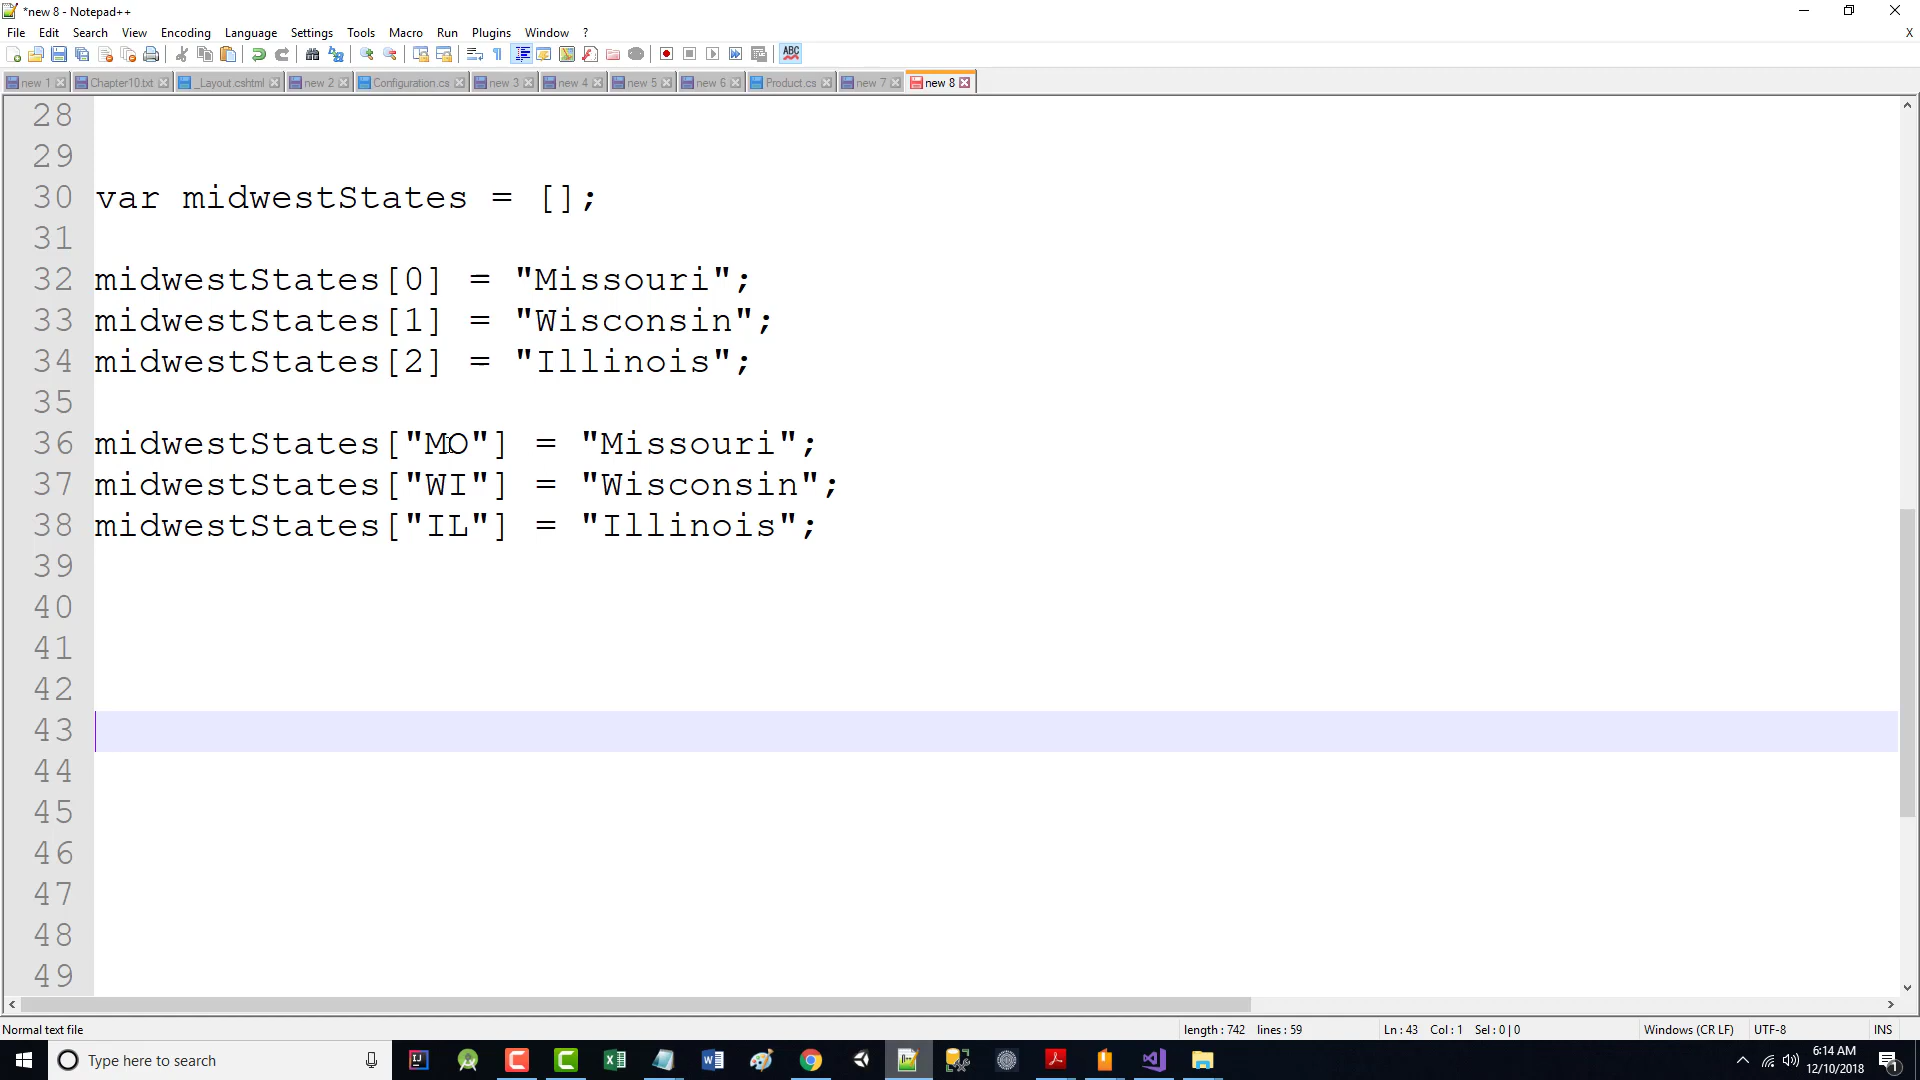 *new 8 - Notepad++
File Edit Search View Encoding Language Settings Tools Macro Run Plugins Window ? X
ABC
new 1 Chapter10.txt _Layout.cshtml new 2 Configuration.cs new 3 new 4 new 5 new 6 Product.cs new 7 new 8
28
29
30 var midwestStates = [];
31
32 midwestStates[0] = "Missouri";
33 midwestStates[1] = "Wisconsin";
34 midwestStates[2] = "Illinois";
35
36 midwestStates["MO"] = "Missouri";
37 midwestStates["WI"] = "Wisconsin";
38 midwestStates["IL"] = "Illinois";
39
40
41
42
43
44
45
46
47
48
49
Normal text file length : 742 lines : 59 Ln : 43 Col : 1 Sel : 0 | 0 Windows (CR LF) UTF-8 INS
Type here to search 6:14 AM
12/10/2018